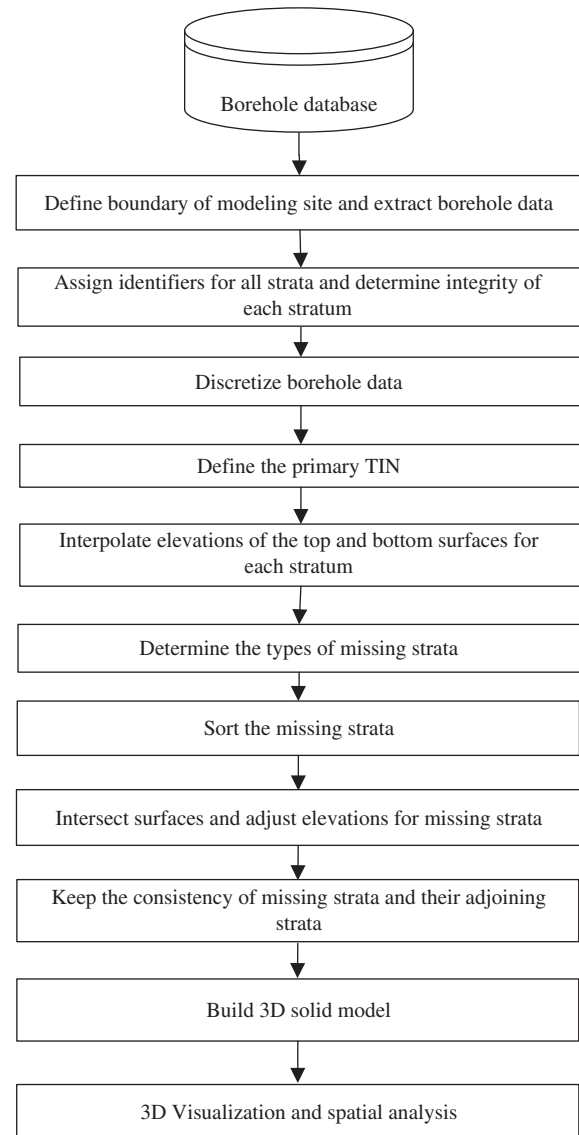 Borehole database
Define boundary of modeling site and extract borehole data
Assign identifiers for all strata and determine integrity of
each stratum
Discretize borehole data
Define the primary TIN
Interpolate elevations of the top and bottom surfaces for
each stratum
Determine the types of missing strata
Sort the missing strata
Intersect surfaces and adjust elevations for missing strata
Keep the consistency of missing strata and their adjoining
strata
Build 3D solid model
3D Visualization and spatial analysis